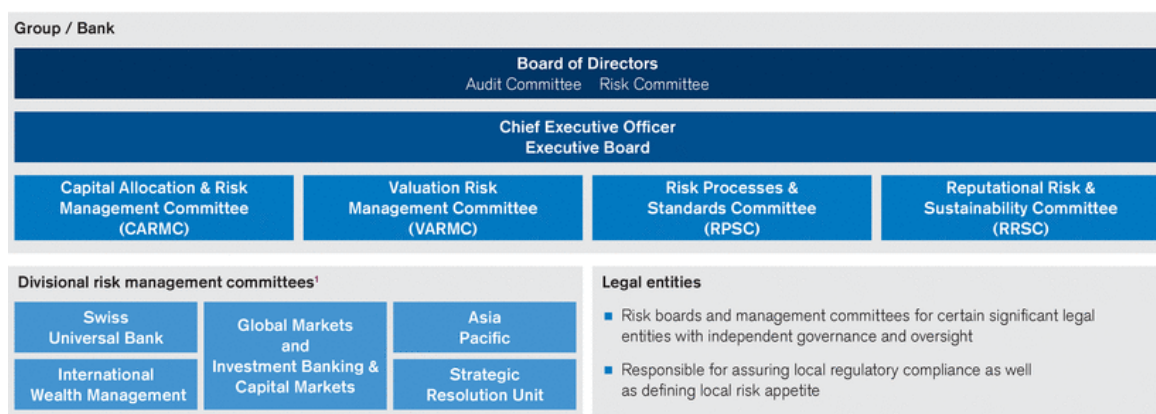 Group / Bank
Board of Directors
Audit Committee Risk Committee
Chief Executive Officer
Executive Board
Capital Allocation & Risk
Management Committee
(CARMC)
Valuation Risk
Management Committee
(VARMC)
Risk Processes &
Standards Committee
(RPSC)
Reputational Risk &
Sustainability Committee
(RRSC)
Divisional risk management committees¹
Swiss
Universal Bank
International
Wealth Management
Global Markets
and
Investment Banking &
Capital Markets
Asia
Pacific
Strategic
Resolution Unit
Legal entities
■ Risk boards and management committees for certain significant legal
entities with independent governance and oversight
■ Responsible for assuring local regulatory compliance as well
as defining local risk appetite